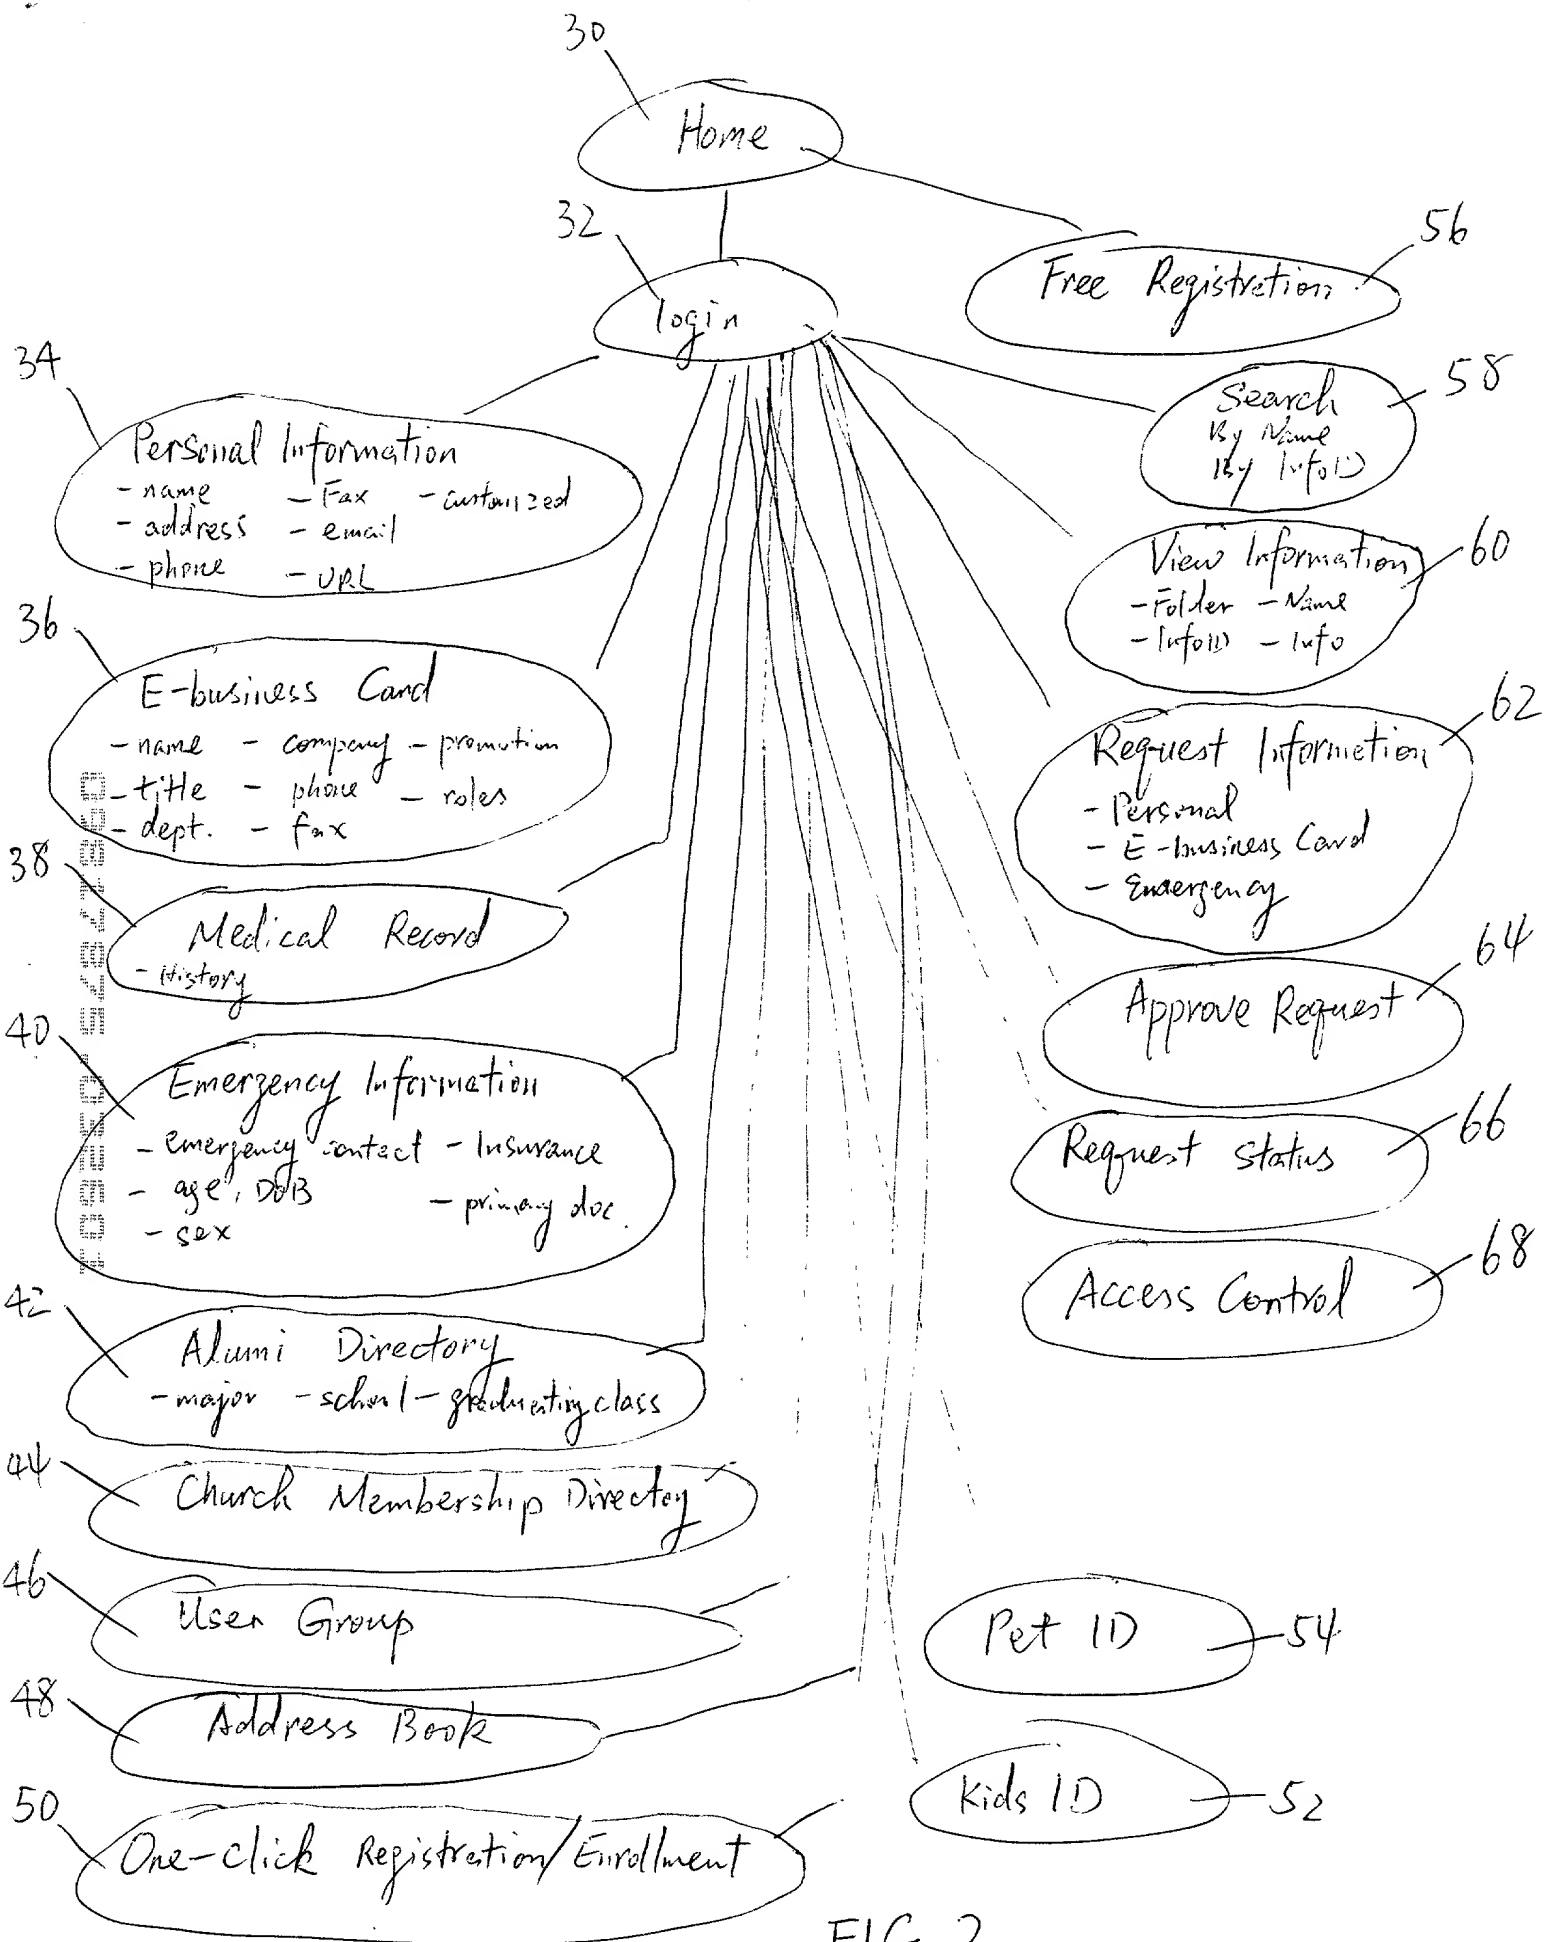 30
Home
32
login
56
Free Registration
58
Search
By Name
By InfoID
34
Personal Information
- name - Fax - customized
- address - email
- phone - URL
60
View Information
- Folder - Name
- InfoID - Info
36
E-business Card
- name - company - promotion
- title - phone - roles
- dept. - fax
62
Request Information
- Personal
- E-business Card
- Emergency
38
Medical Record
- History
64
Approve Request
40
Emergency Information
- emergency contact - Insurance
- age, DOB - primary doc.
- sex
66
Request Status
68
Access Control
42
Alumi Directory
- major - school - graduating class
44
Church Membership Directoy
46
User Group
Pet ID
54
48
Address Book
50
One-click Registration/Enrollment
Kids ID
52
FIG. 2